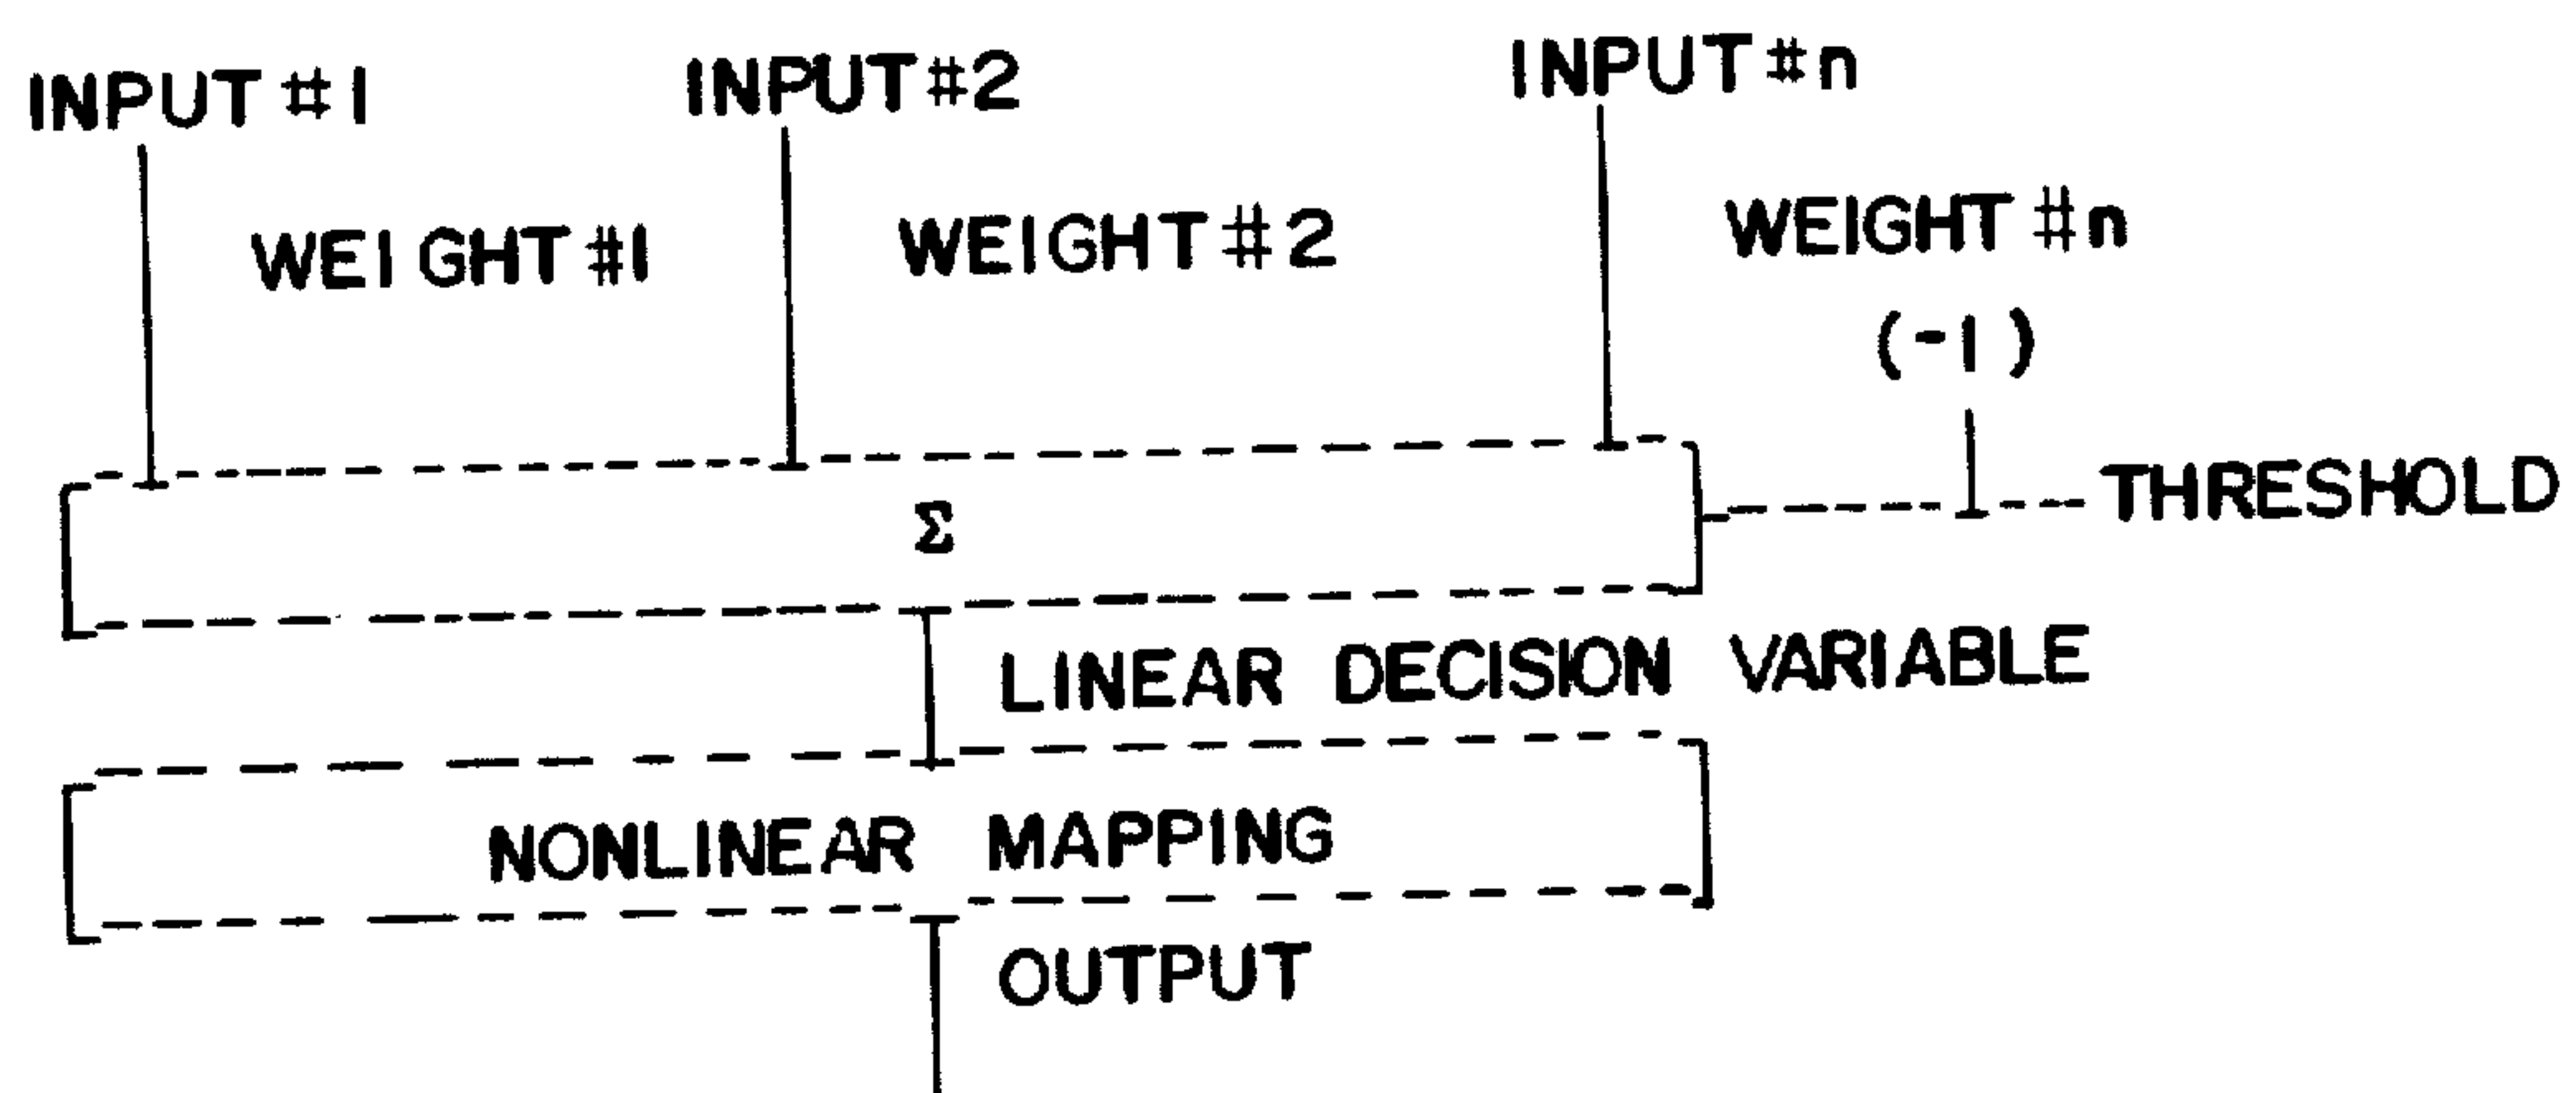 INPUT #1 INPUT #2 INPUT #n
WEIGHT #1 WEIGHT #2 WEIGHT #n
(-1)
Σ THRESHOLD
LINEAR DECISION VARIABLE
NONLINEAR MAPPING
OUTPUT